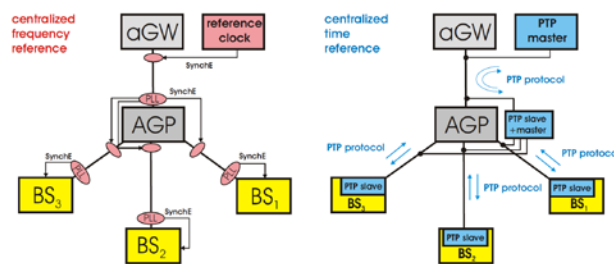 centralized
frequency
reference
aGW
reference
clock
SynchE
PLL
SynchE
SynchE
AGP
SynchE
PLL
PLL
BS3
BS1
PLL
SynchE
BS2
centralized
time
reference
aGW
PTP
master
PTP protocol
PTP slave
+master
AGP
PTP protocol
PTP protocol
PTP protocol
PTP slave
BS3
PTP slave
BS1
PTP slave
BS2